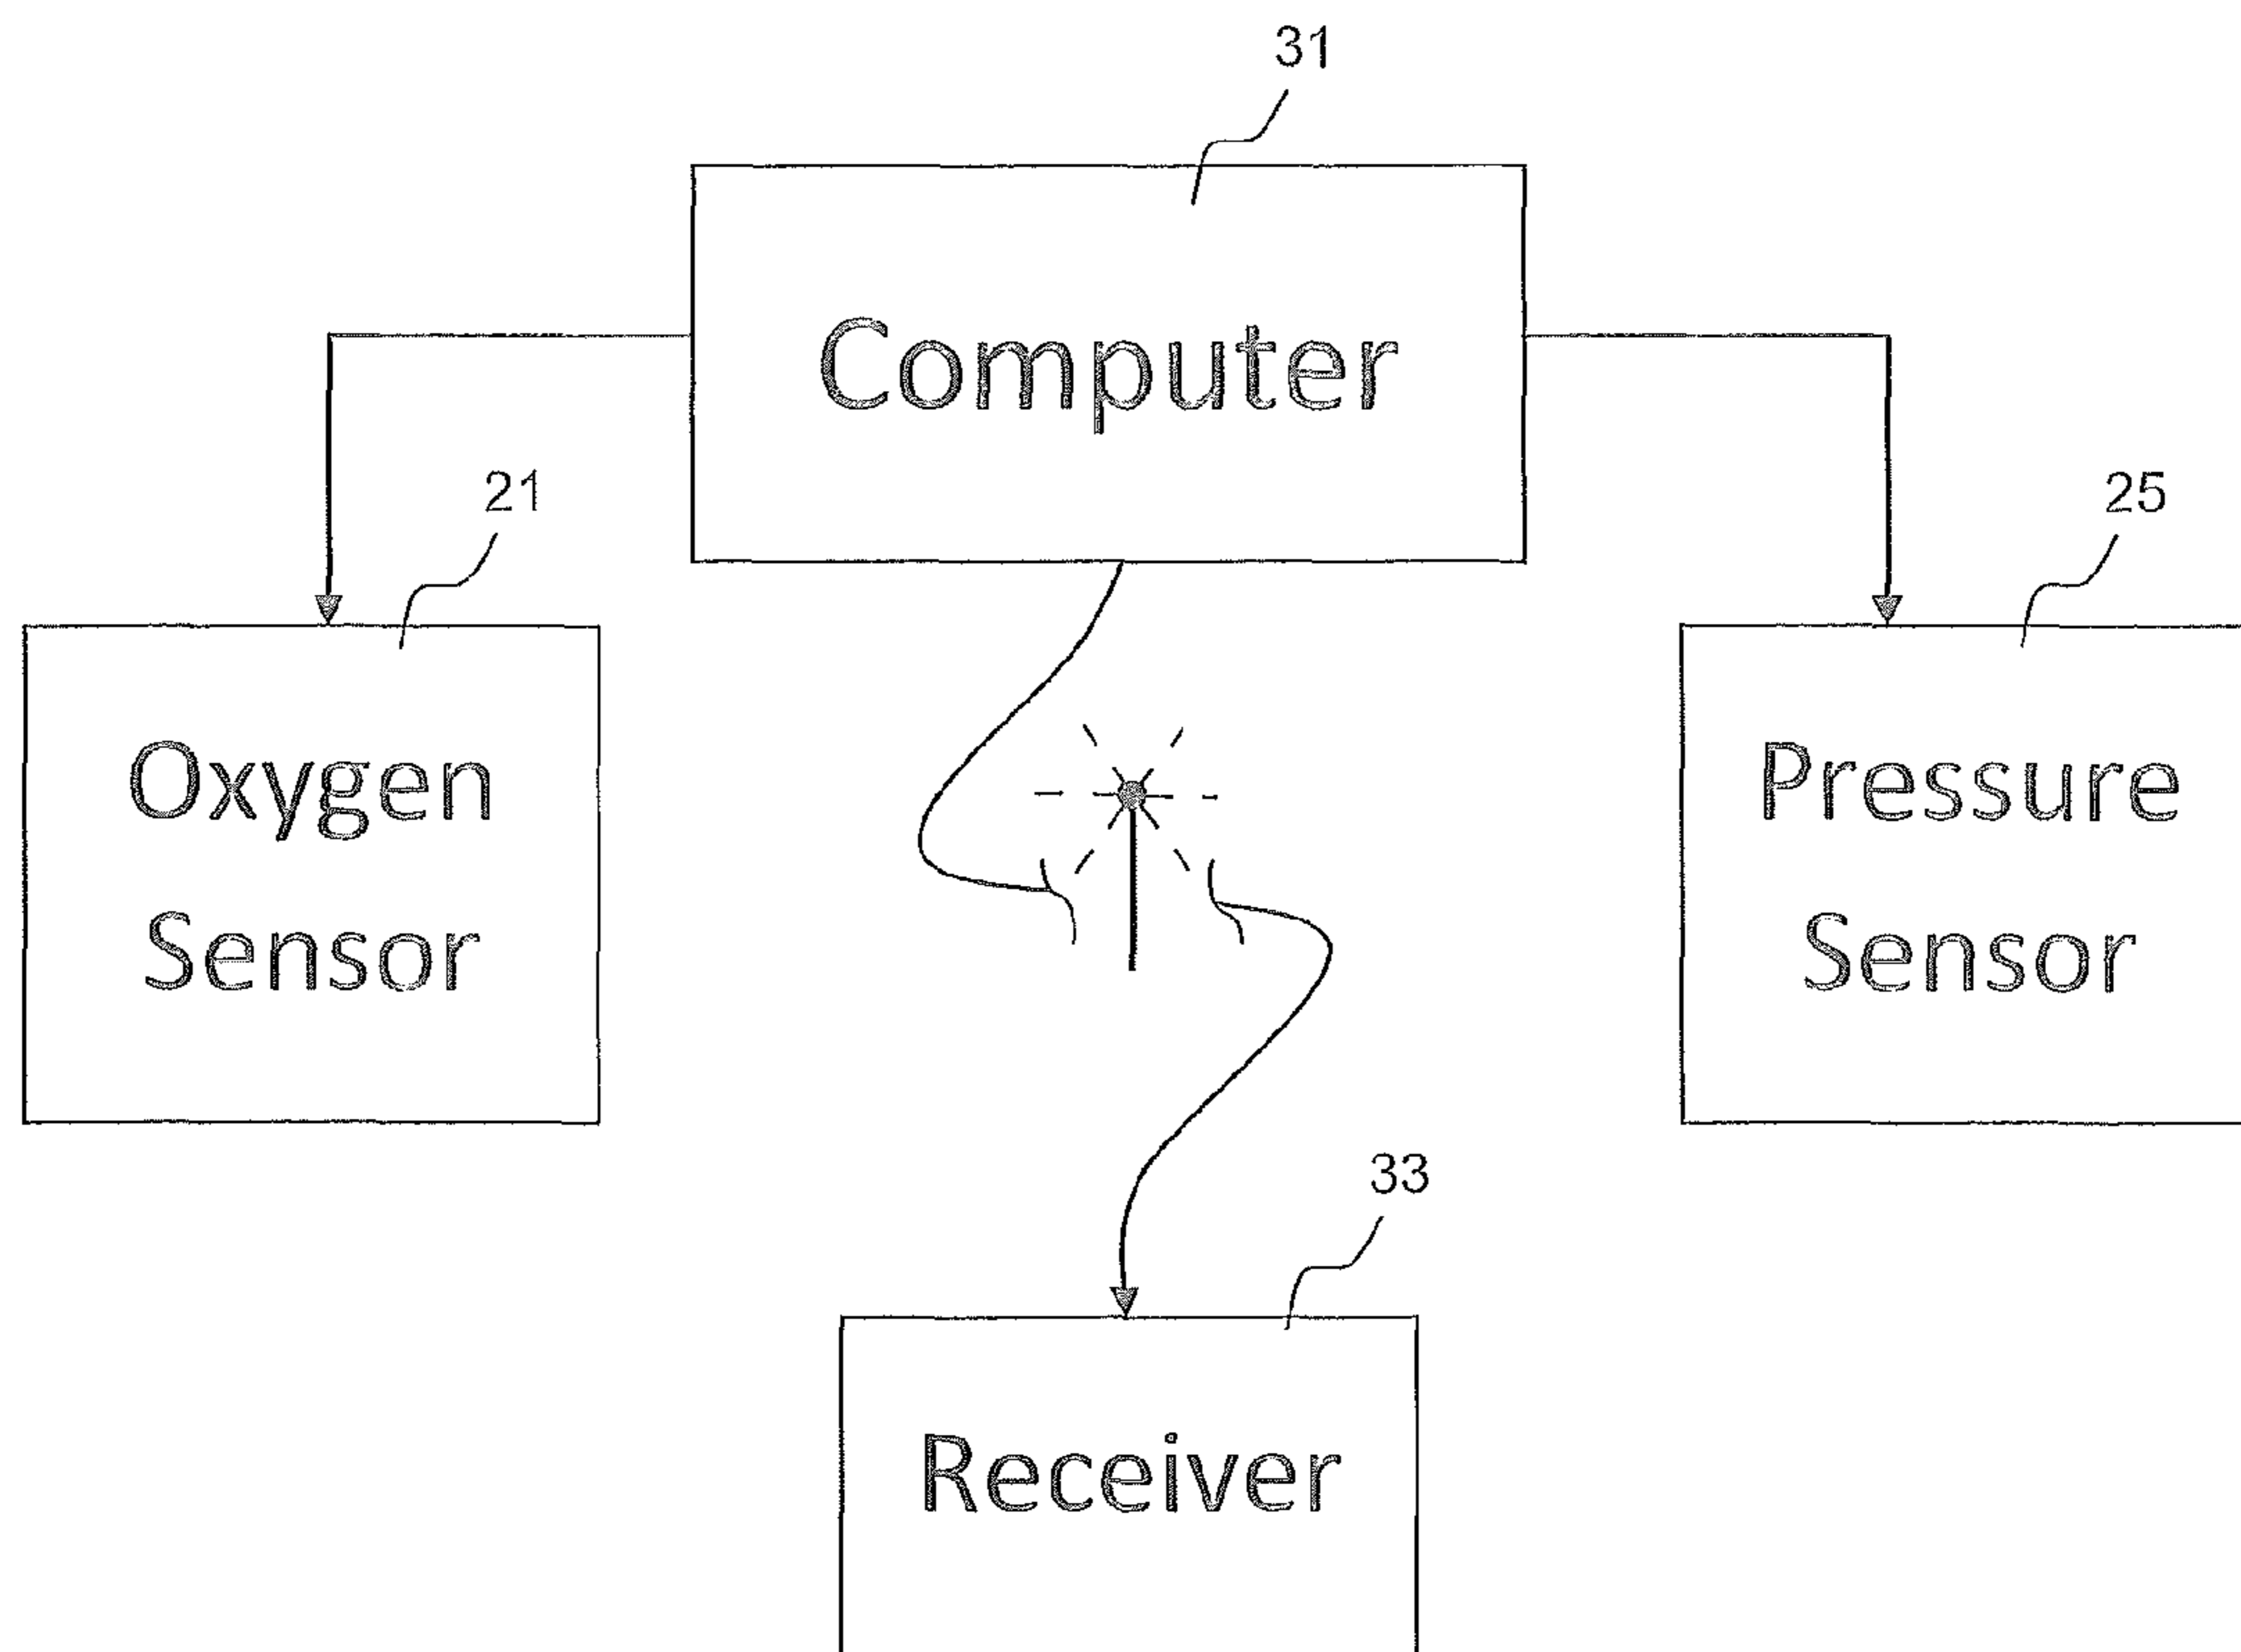 31
Computer
21
25
Oxygen
Sensor
Pressure
Sensor
33
Receiver